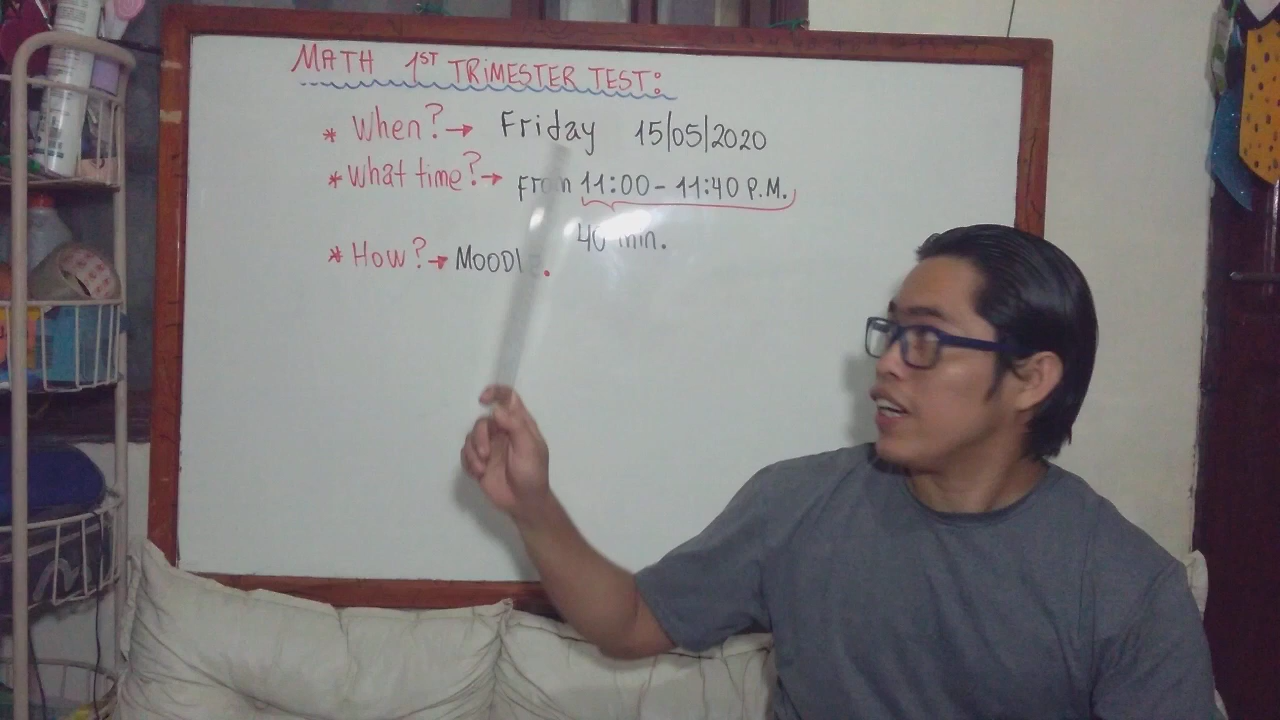 MATH 1ST TRIMESTER TEST:
* When? → Friday 15/05/2020
* What time? → From 11:00 - 11:40 P.M.
40 min.
* How? → MOODLE.